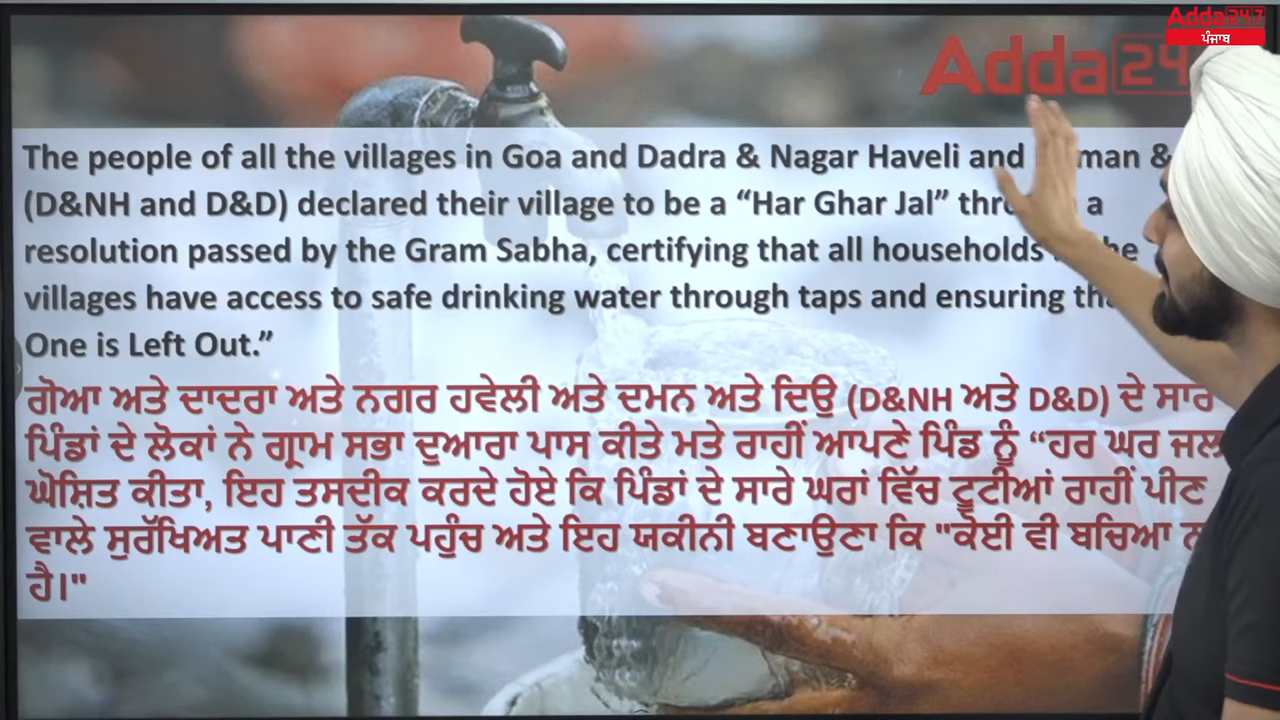 Adda247
ਪੰਜਾਬ
Adda24
The people of all the villages in Goa and Dadra & Nagar Haveli and &
(D&NH and D&D) declared their village to be a “Har Ghar Jal” a
resolution passed by the Gram Sabha, certifying that all households
villages have access to safe drinking water through taps and ensuring
One is Left Out.”
ਗੋਆ ਅਤੇ ਦਾਦਰਾ ਅਤੇ ਨਗਰ ਹਵੇਲੀ ਅਤੇ ਦਮਨ ਅਤੇ ਦਿਉ (D&NH ਅਤੇ D&D) ਦੇ ਸਾਰੇ
ਪਿੰਡਾਂ ਦੇ ਲੋਕਾਂ ਨੇ ਗ੍ਰਾਮ ਸਭਾ ਦੁਆਰਾ ਪਾਸ ਕੀਤੇ ਮਤੇ ਰਾਹੀਂ ਆਪਣੇ ਪਿੰਡ ਨੂੰ “ਹਰ ਘਰ ਜਲ
ਘੋਸ਼ਿਤ ਕੀਤਾ, ਇਹ ਤਸਦੀਕ ਕਰਦੇ ਹੋਏ ਕਿ ਪਿੰਡਾਂ ਦੇ ਸਾਰੇ ਘਰਾਂ ਵਿੱਚ ਟੂਟੀਆਂ ਰਾਹੀਂ ਪੀਣ
ਵਾਲੇ ਸੁਰੱਖਿਅਤ ਪਾਣੀ ਤੱਕ ਪਹੁੰਚ ਅਤੇ ਇਹ ਯਕੀਨੀ ਬਣਾਉਣਾ ਕਿ "ਕੋਈ ਵੀ ਬਚਿਆ
ਹੈ।"